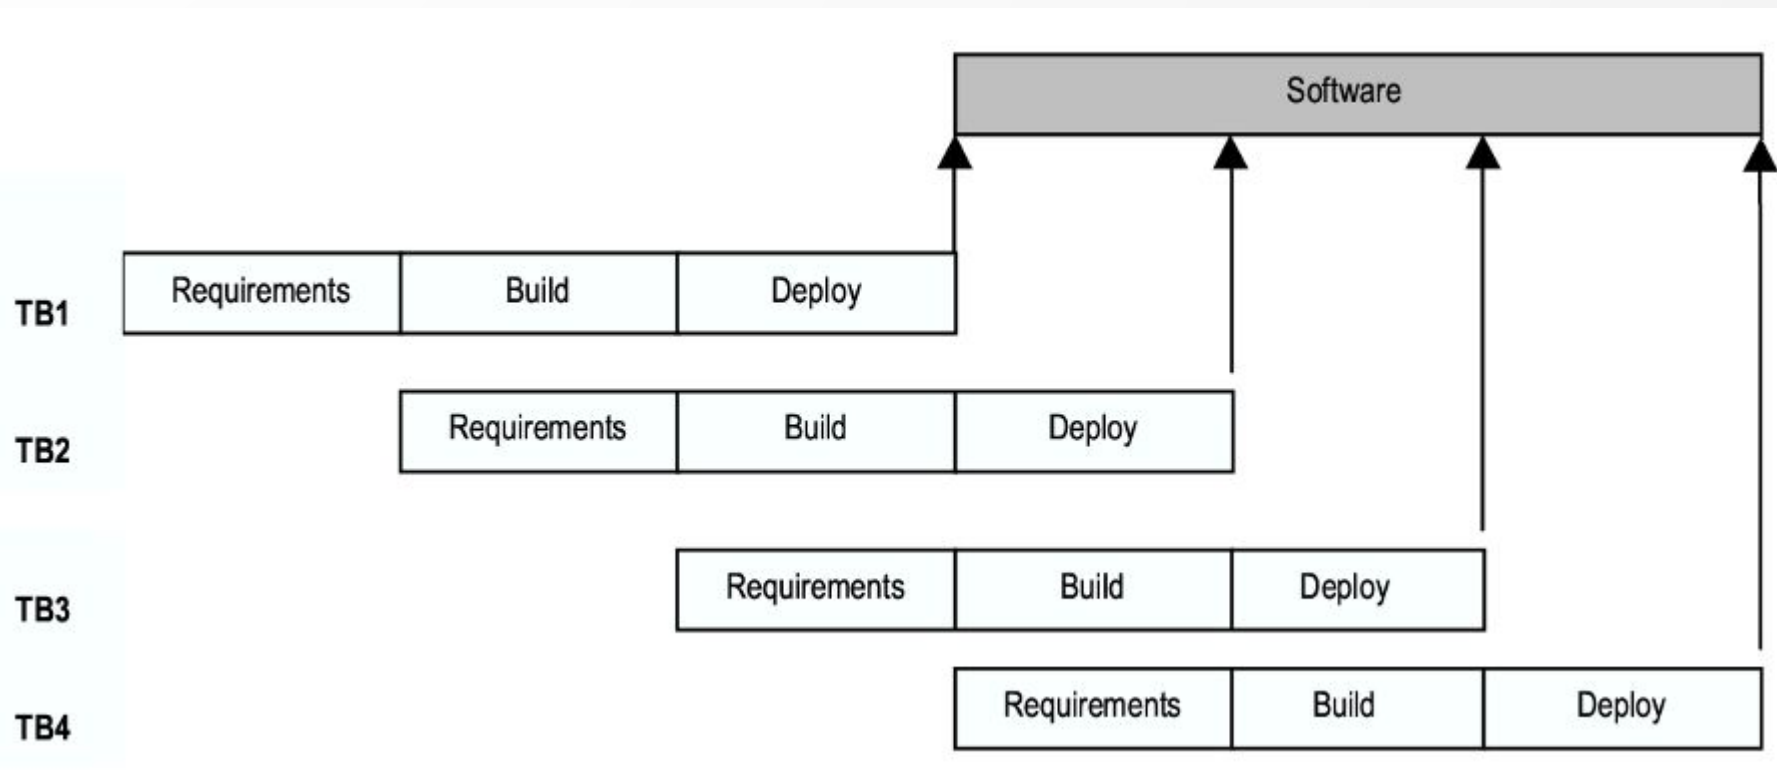 Software
Requirements Build Deploy
TB1
Requirements Build Deploy
TB2
Requirements Build Deploy
TB3
Requirements Build Deploy
TB4